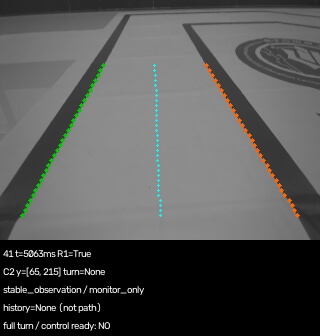 41 t=5063ms R1=True
C2 y=[65, 215] turn=None
stable_observation / monitor_only
history=None (not path)
full turn / control ready: NO